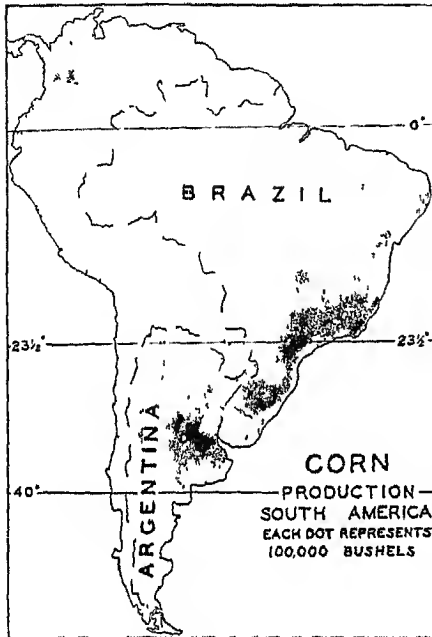 0°
BRAZIL
23½° 23½°
ARGENTINA
40°
CORN
PRODUCTION
SOUTH AMERICA
EACH DOT REPRESENTS
100,000 BUSHELS